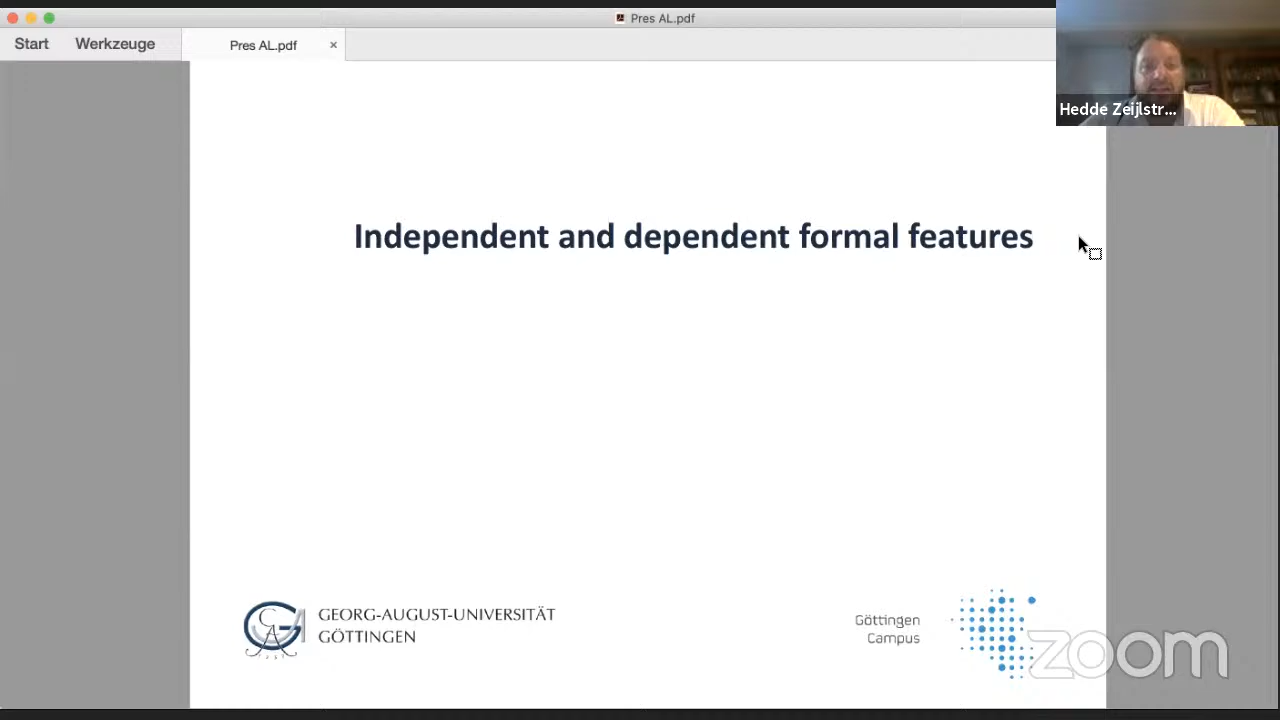 Pres AL.pdf
Start
Werkzeuge
Pres AL.pdf
×
Hedde Zeijlstr...
Independent and dependent formal features
GEORG-AUGUST-UNIVERSITÄT
GÖTTINGEN
Göttingen
Campus
zoom